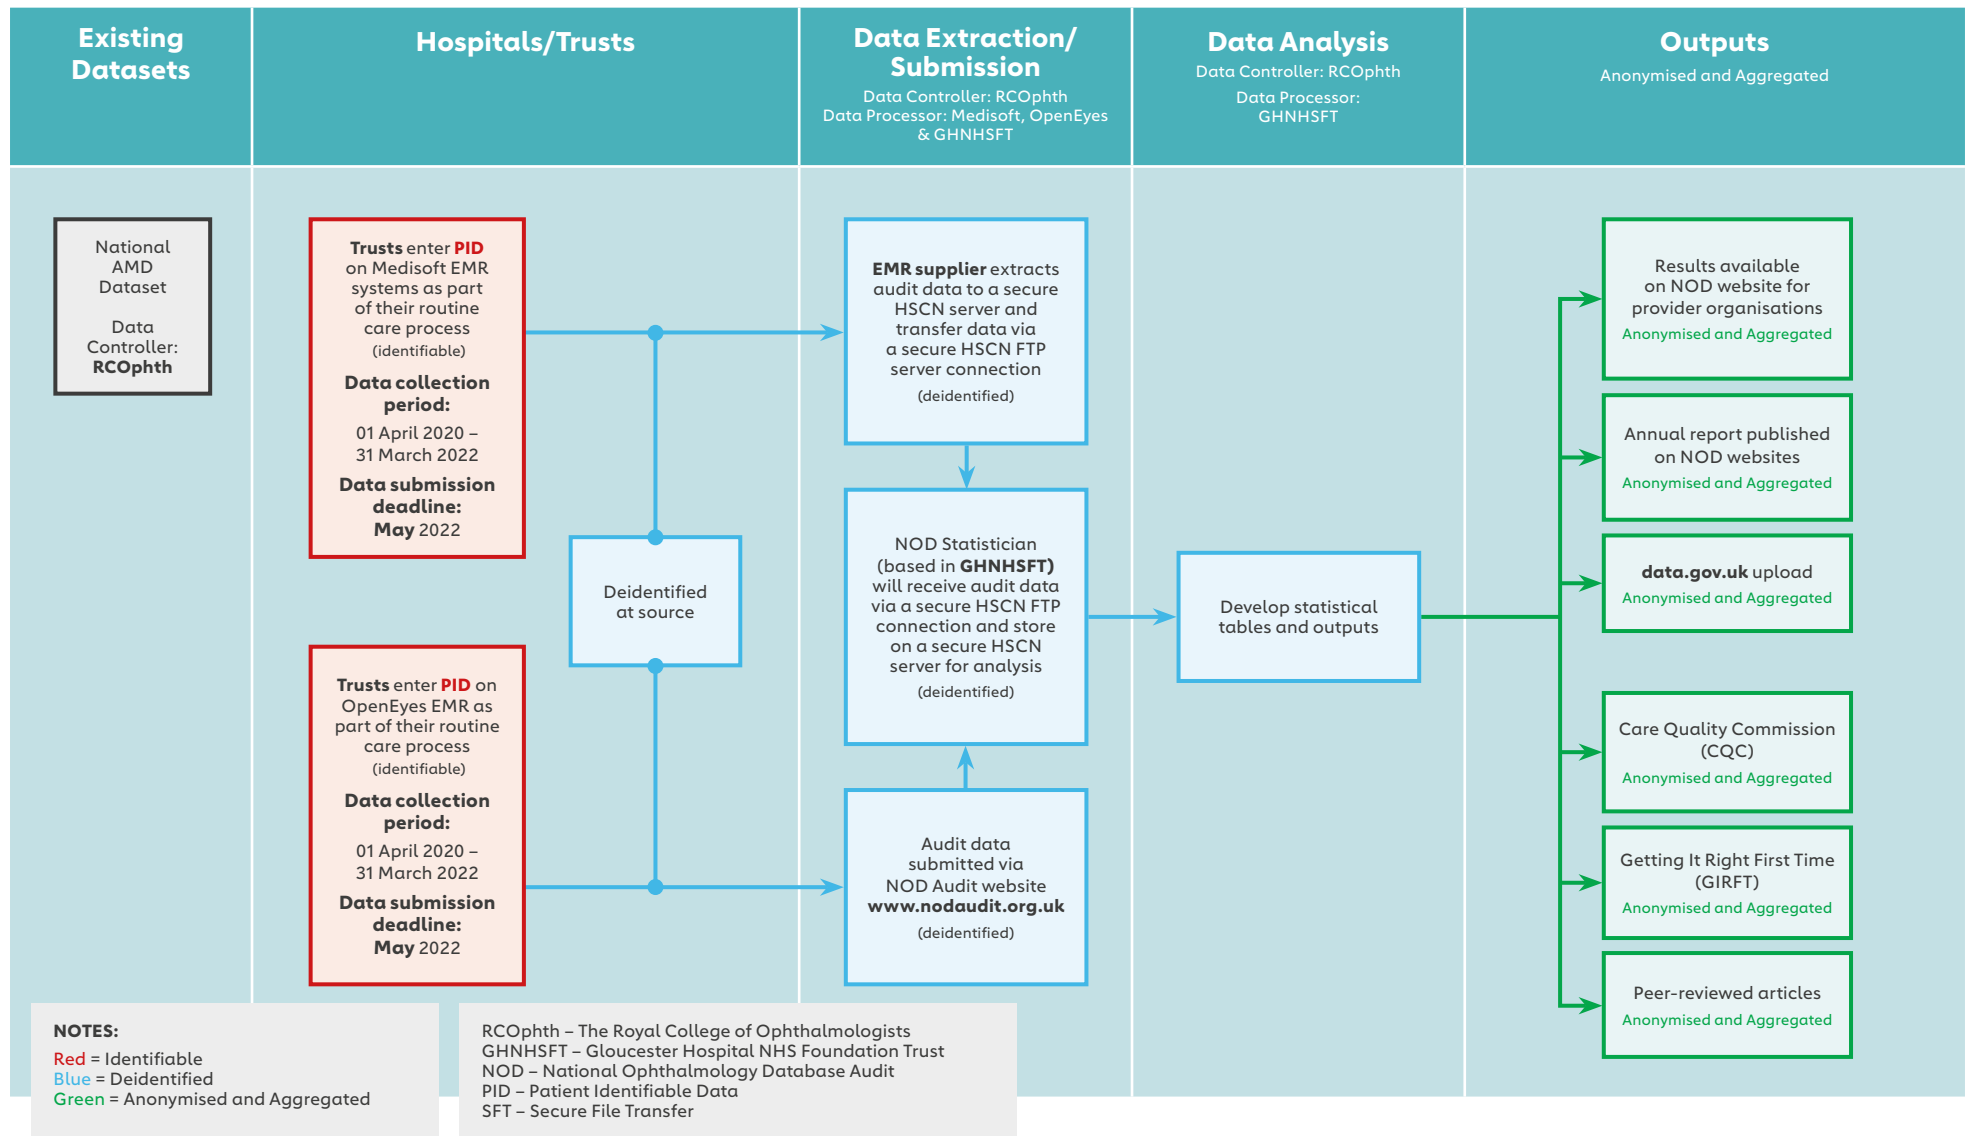 Existing
Datasets
Hospitals/Trusts
Data Extraction/
Submission
Data Controller: RCOphth
Data Processor: Medisoft, OpenEyes
& GHNHSFT
Data Analysis
Data Controller: RCOphth
Data Processor:
GHNHSFT
Outputs
Anonymised and Aggregated
National
AMD
Dataset
Data
Controller:
RCOphth
Trusts enter PID
on Medisoft EMR
systems as part
of their routine
care process
(identifiable)
Data collection
period:
01 April 2020 –
31 March 2022
Data submission
deadline:
May 2022
Trusts enter PID on
OpenEyes EMR as
part of their routine
care process
(identifiable)
Data collection
period:
01 April 2020 –
31 March 2022
Data submission
deadline:
May 2022
Deidentified
at source
EMR supplier extracts
audit data to a secure
HSCN server and
transfer data via
a secure HSCN FTP
server connection
(deidentified)
NOD Statistician
(based in GHNHSFT)
will receive audit data
via a secure HSCN FTP
connection and store
on a secure HSCN
server for analysis
(deidentified)
Audit data
submitted via
NOD Audit website
www.nodaudit.org.uk
(deidentified)
Develop statistical
tables and outputs
Results available
on NOD website for
provider organisations
Anonymised and Aggregated
Annual report published
on NOD websites
Anonymised and Aggregated
data.gov.uk upload
Anonymised and Aggregated
Care Quality Commission
(CQC)
Anonymised and Aggregated
Getting It Right First Time
(GIRFT)
Anonymised and Aggregated
Peer-reviewed articles
Anonymised and Aggregated
NOTES:
Red = Identifiable
Blue = Deidentified
Green = Anonymised and Aggregated
RCOphth – The Royal College of Ophthalmologists
GHNHSFT – Gloucester Hospital NHS Foundation Trust
NOD – National Ophthalmology Database Audit
PID – Patient Identifiable Data
SFT – Secure File Transfer